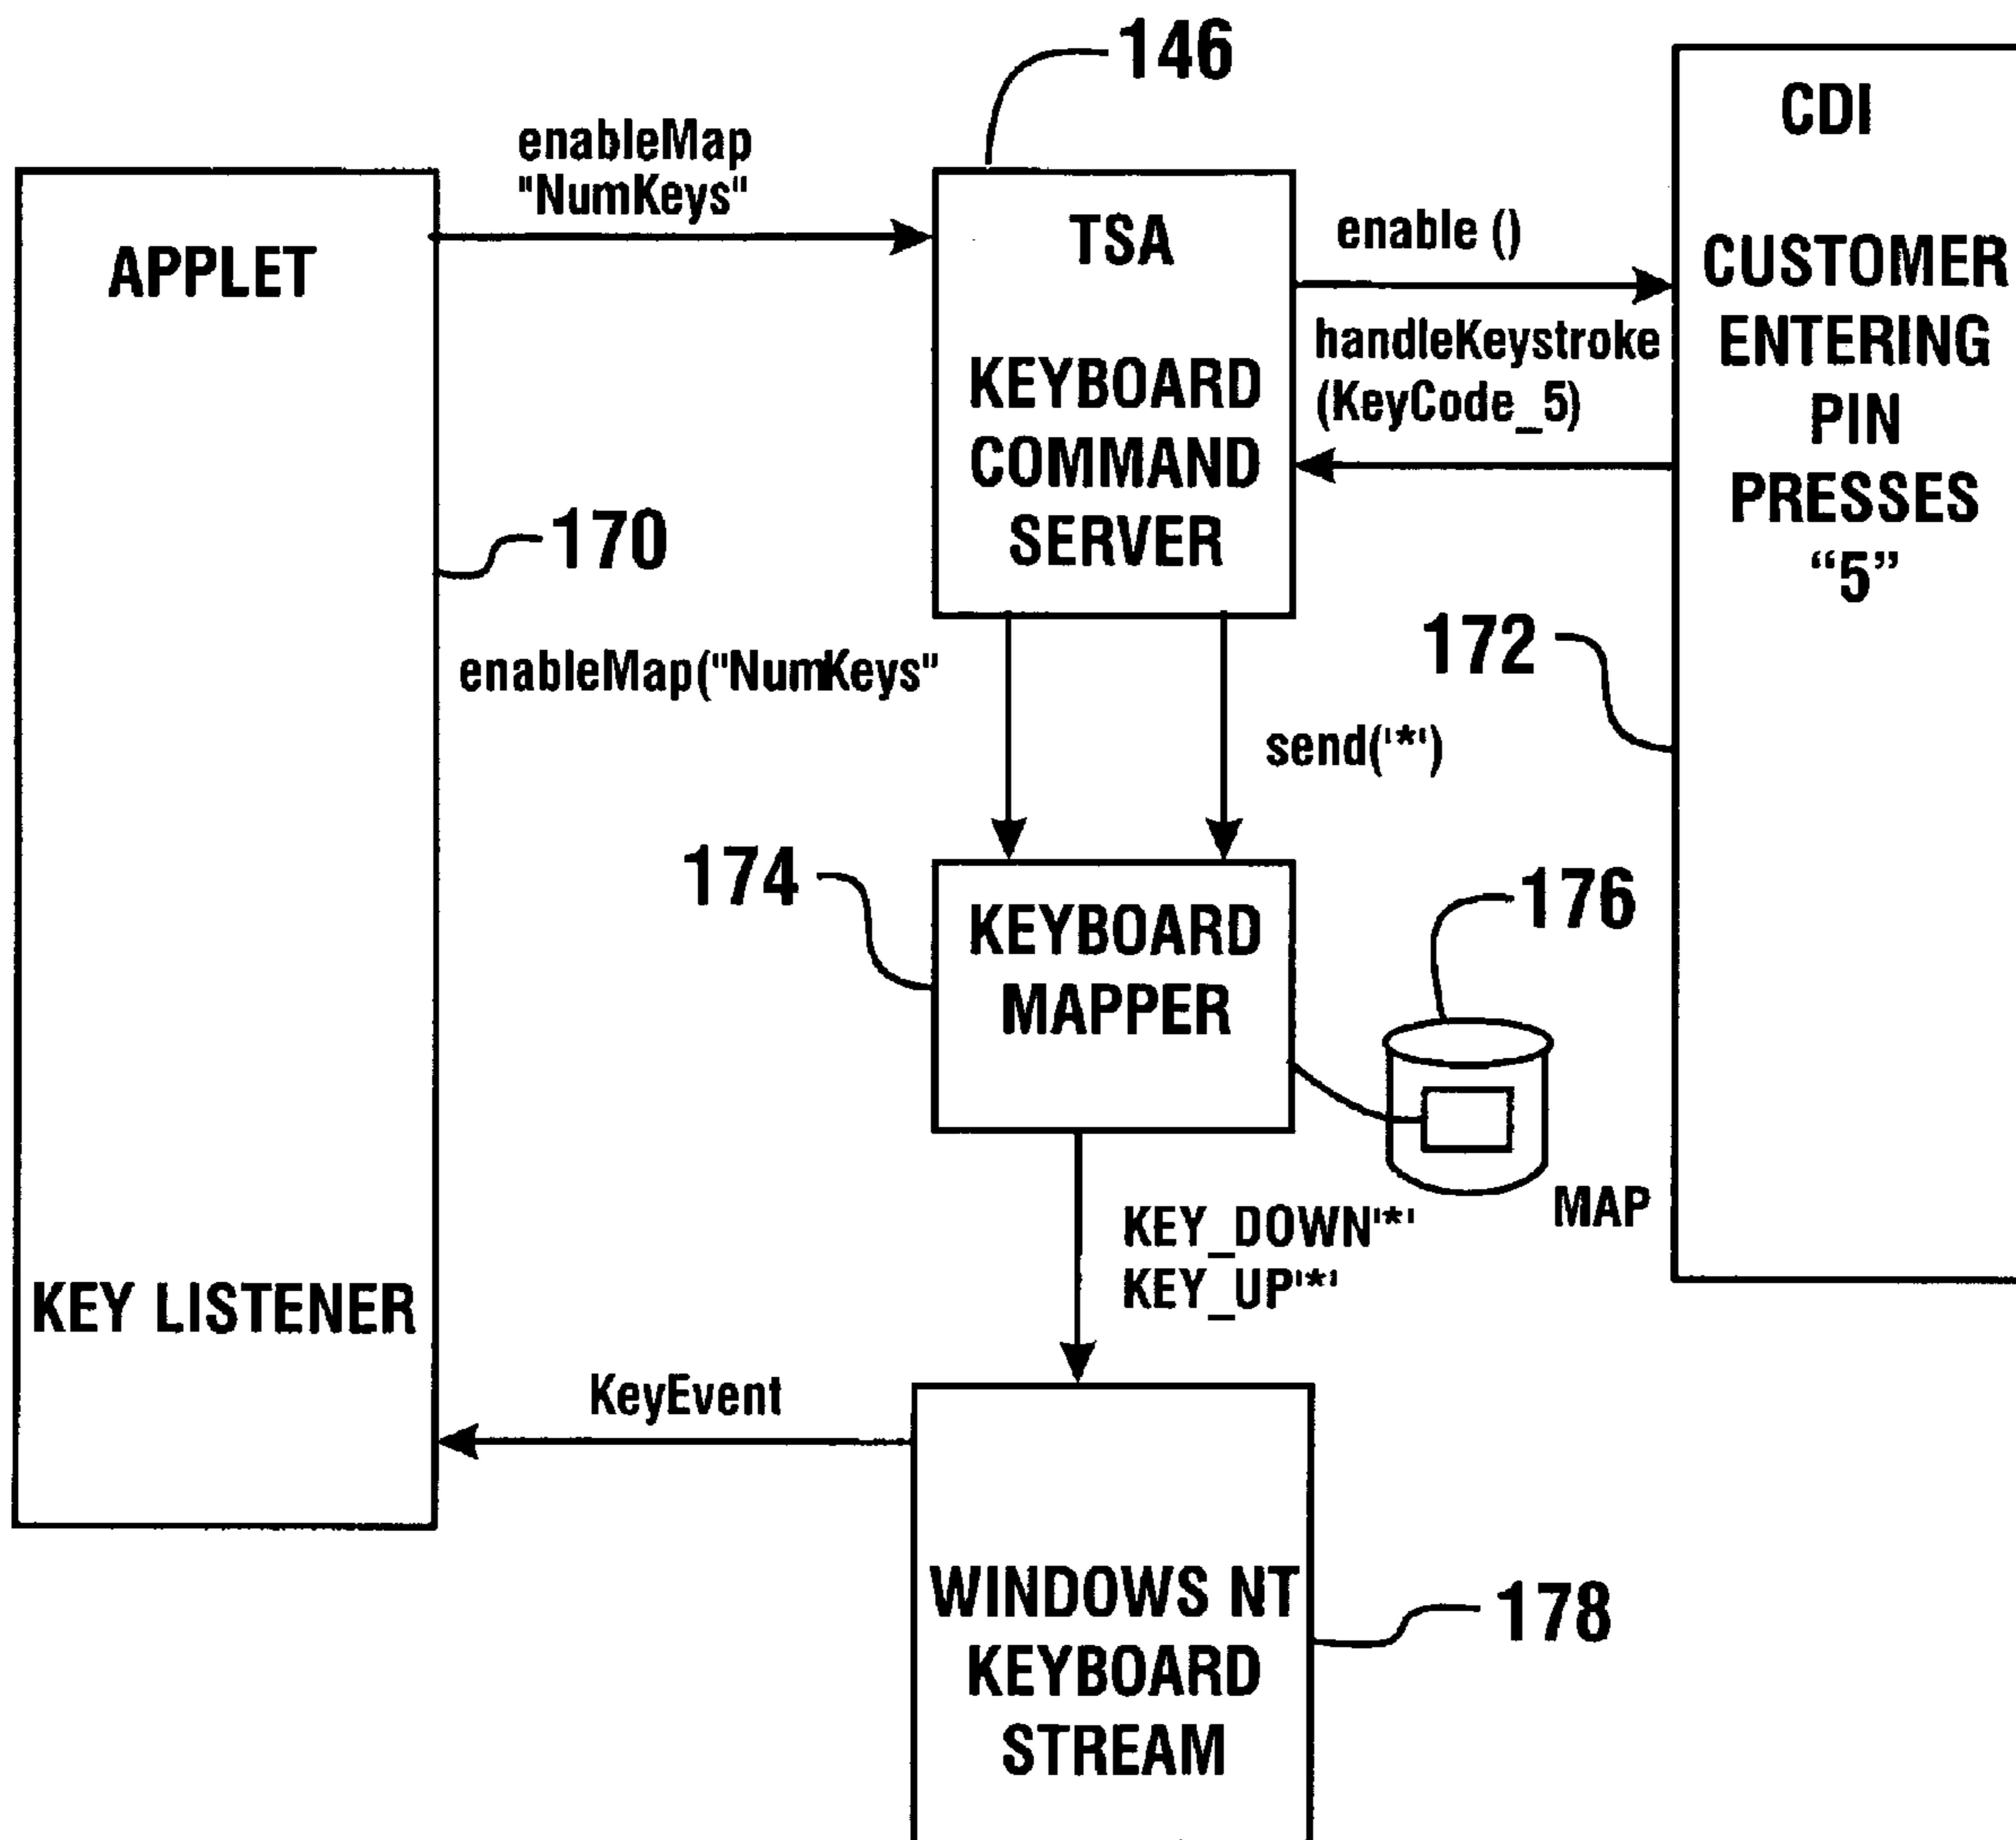 146
CDI
enableMap
"NumKeys"
APPLET
TSA
enable ()
CUSTOMER
ENTERING
PIN
PRESSES
“5”
handleKeystroke
(KeyCode_5)
KEYBOARD
COMMAND
SERVER
170
172
enableMap("NumKeys"
send('*')
174
KEYBOARD
MAPPER
176
MAP
KEY_DOWN'*'
KEY_UP'*'
KEY LISTENER
KeyEvent
WINDOWS NT
KEYBOARD
STREAM
178